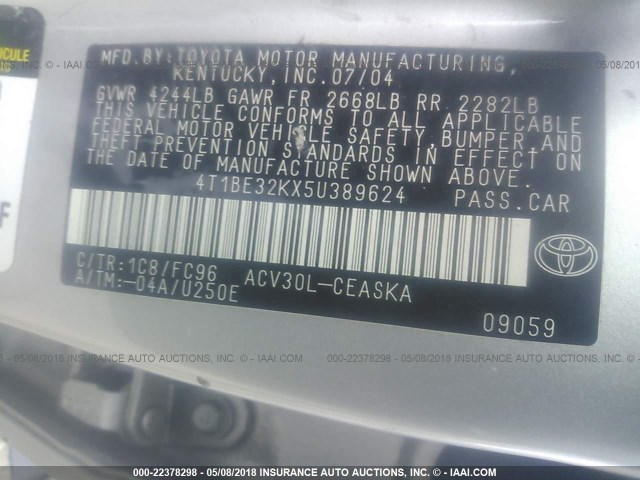 VEHICULE
MFD.BY:TOYOTA MOTOR MANUFACTURING,
KENTUCKY,INC.07/04
GVWR 4244LB GAWR FR 2668LB RR 2282LB
THIS VEHICLE CONFORMS TO ALL APPLICABLE
FEDERAL MOTOR VEHICLE SAFETY,BUMPER,AND
THEFT PREVENTION STANDARDS IN EFFECT ON
THE DATE OF MANUFACTURE SHOWN ABOVE.
4T1BE32KX5U389624 PASS.CAR
F
C/TR:1C8/FC96 ACV30L-CEASKA
A/TM:-04A/U250E
TOYOTA
09059
000-22378298 - 05/08/2018 INSURANCE AUTO AUCTIONS, INC. © - IAAI.COM